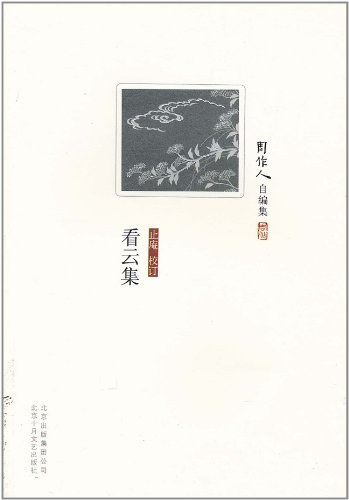 周作人自编集
止庵 校订
看云集
北京出版集团公司
北京十月文艺出版社